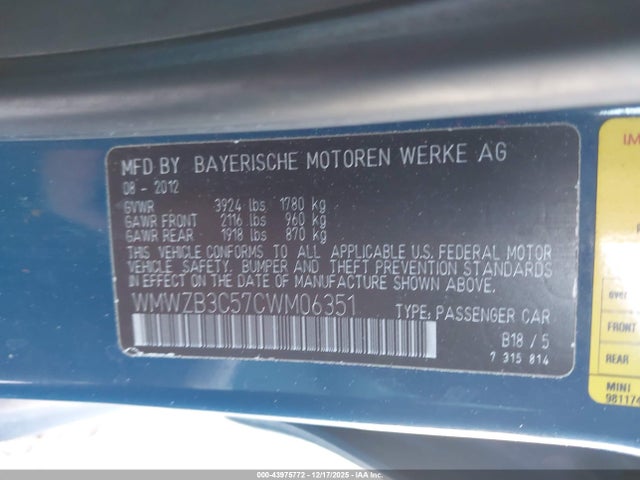 MFD BY BAYERISCHE MOTOREN WERKE AG
08 - 2012
GVWR 3924 lbs 1780 kg
GAWR FRONT 2116 lbs 960 kg
GAWR REAR 1918 lbs 870 kg
THIS VEHICLE CONFORMS TO ALL APPLICABLE U.S. FEDERAL MOTOR
VEHICLE SAFETY, BUMPER AND THEFT PREVENTION STANDARDS
IN EFFECT ON THE DATE OF MANUFACTURE SHOWN ABOVE.
WMWZB3C57CWM06351 TYPE: PASSENGER CAR
B18 / 5
7 315 814
FRONT
REAR
MINI
000-43975772 - 12/17/2025 - IAA Inc.